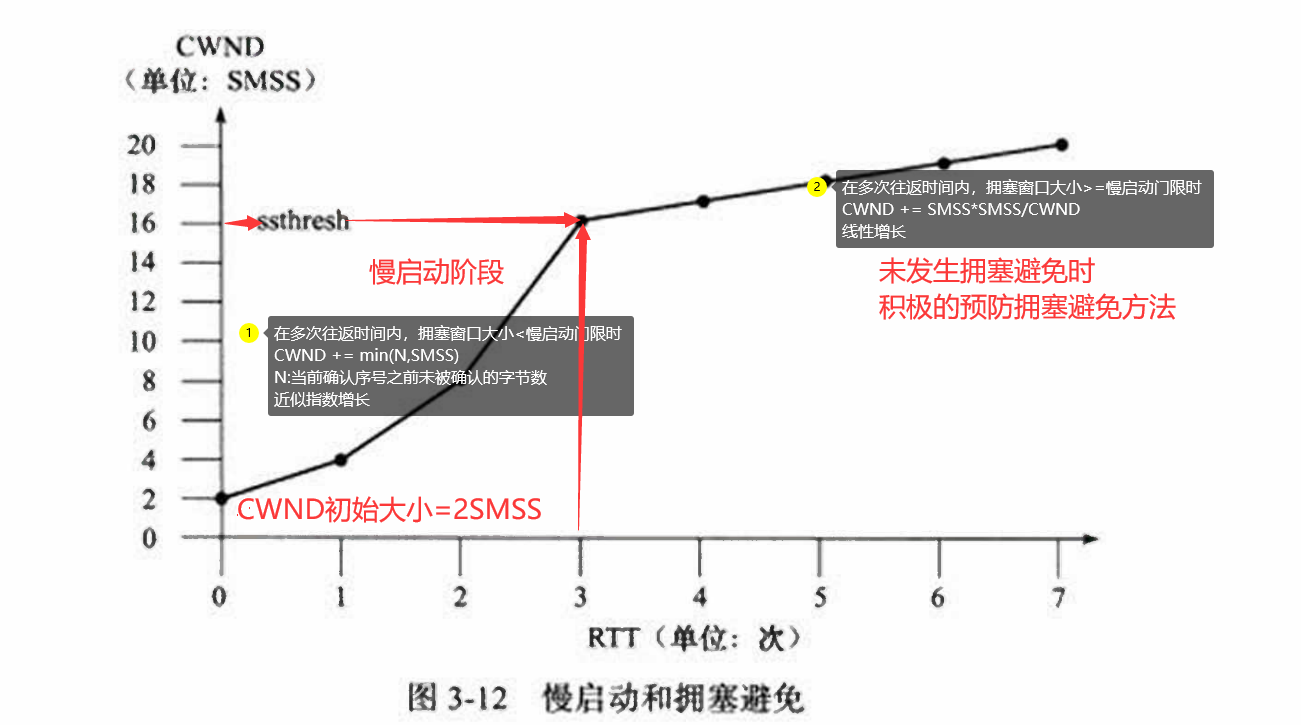 CWND
（单位：SMSS）
20
18
16
14
12
10
8
6
4
2
0
ssthresh
慢启动阶段
1
在多次往返时间内，拥塞窗口大小<慢启动门限时
CWND += min(N,SMSS)
N:当前确认序号之前未被确认的字节数
近似指数增长
CWND初始大小=2SMSS
2
在多次往返时间内，拥塞窗口大小>=慢启动门限时
CWND += SMSS*SMSS/CWND
线性增长
未发生拥塞避免时
积极的预防拥塞避免方法
0 1 2 3 4 5 6 7
RTT（单位：次）
图 3-12 慢启动和拥塞避免